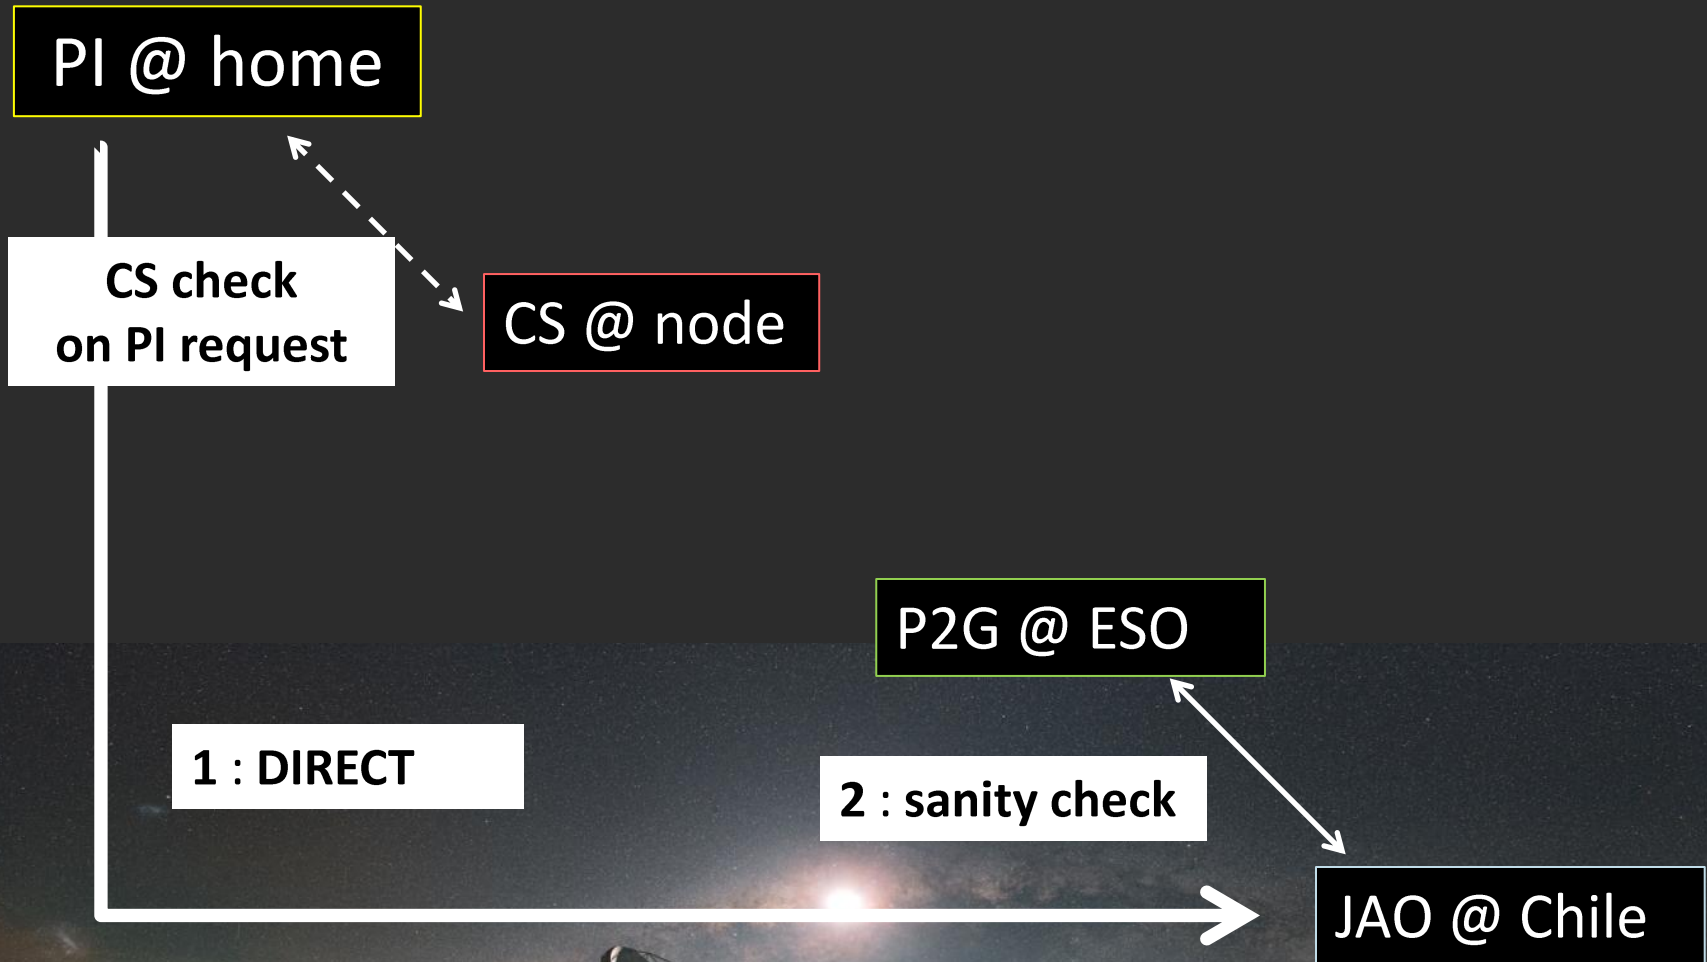 PI @ home
CS check
on PI request
CS @ node
P2G @ ESO
1 : DIRECT
2 : sanity check
JAO @ Chile